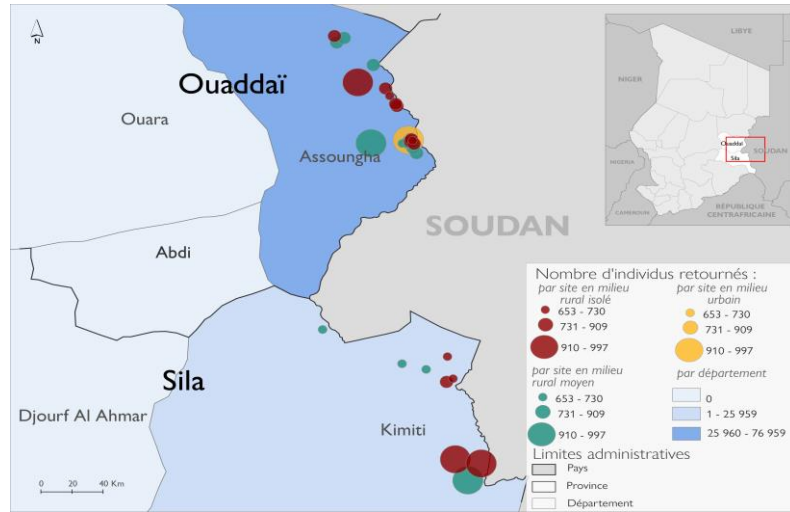 N
Ouaddaï
Ouara
Assoungha
Abdi
SOUDAN
Sila
Djourf Al Ahmar
Kimiti
0 20 40 Km
LIBYE
NIGER
Ouaddaï
SOUDAN
Sila
NIGERIA
CAMEROUN
RÉPUBLIQUE
CENTRAFRICAINE
Nombre d'individus retournés :
par site en milieu
rural isolé
653 - 730
731 - 909
910 - 997
par site en milieu
urbain
653 - 730
731 - 909
910 - 997
par site en milieu
rural moyen
653 - 730
731 - 909
910 - 997
par département
0
1 - 25 959
25 960 - 76 959
Limites administratives
Pays
Province
Département